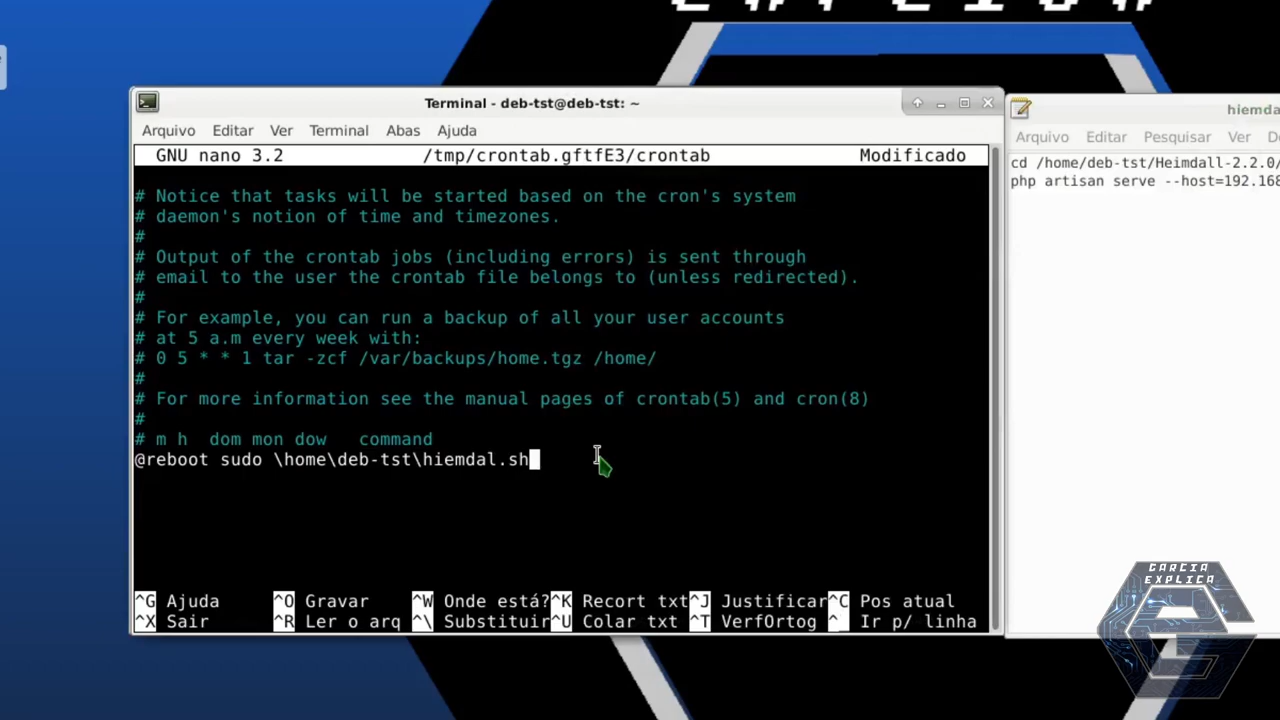 Terminal - deb-tst@deb-tst: ~
Arquivo Editar Ver Terminal Abas Ajuda
GNU nano 3.2 /tmp/crontab.gftfE3/crontab Modificado
# Notice that tasks will be started based on the cron's system
# daemon's notion of time and timezones.
#
# Output of the crontab jobs (including errors) is sent through
# email to the user the crontab file belongs to (unless redirected).
#
# For example, you can run a backup of all your user accounts
# at 5 a.m every week with:
# 0 5 * * 1 tar -zcf /var/backups/home.tgz /home/
#
# For more information see the manual pages of crontab(5) and cron(8)
#
# m h dom mon dow command
@reboot sudo \home\deb-tst\hiemdal.sh
^G Ajuda ^O Gravar ^W Onde está? ^K Recort txt ^J Justificar ^C Pos atual
^X Sair ^R Ler o arq ^\ Substituir ^U Colar txt ^T VerfOrtog ^_ Ir p/ linha
hiemda
Arquivo Editar Pesquisar Ver
cd /home/deb-tst/Heimdall-2.2.0/
php artisan serve --host=192.168
GARCIA
EXPLICA